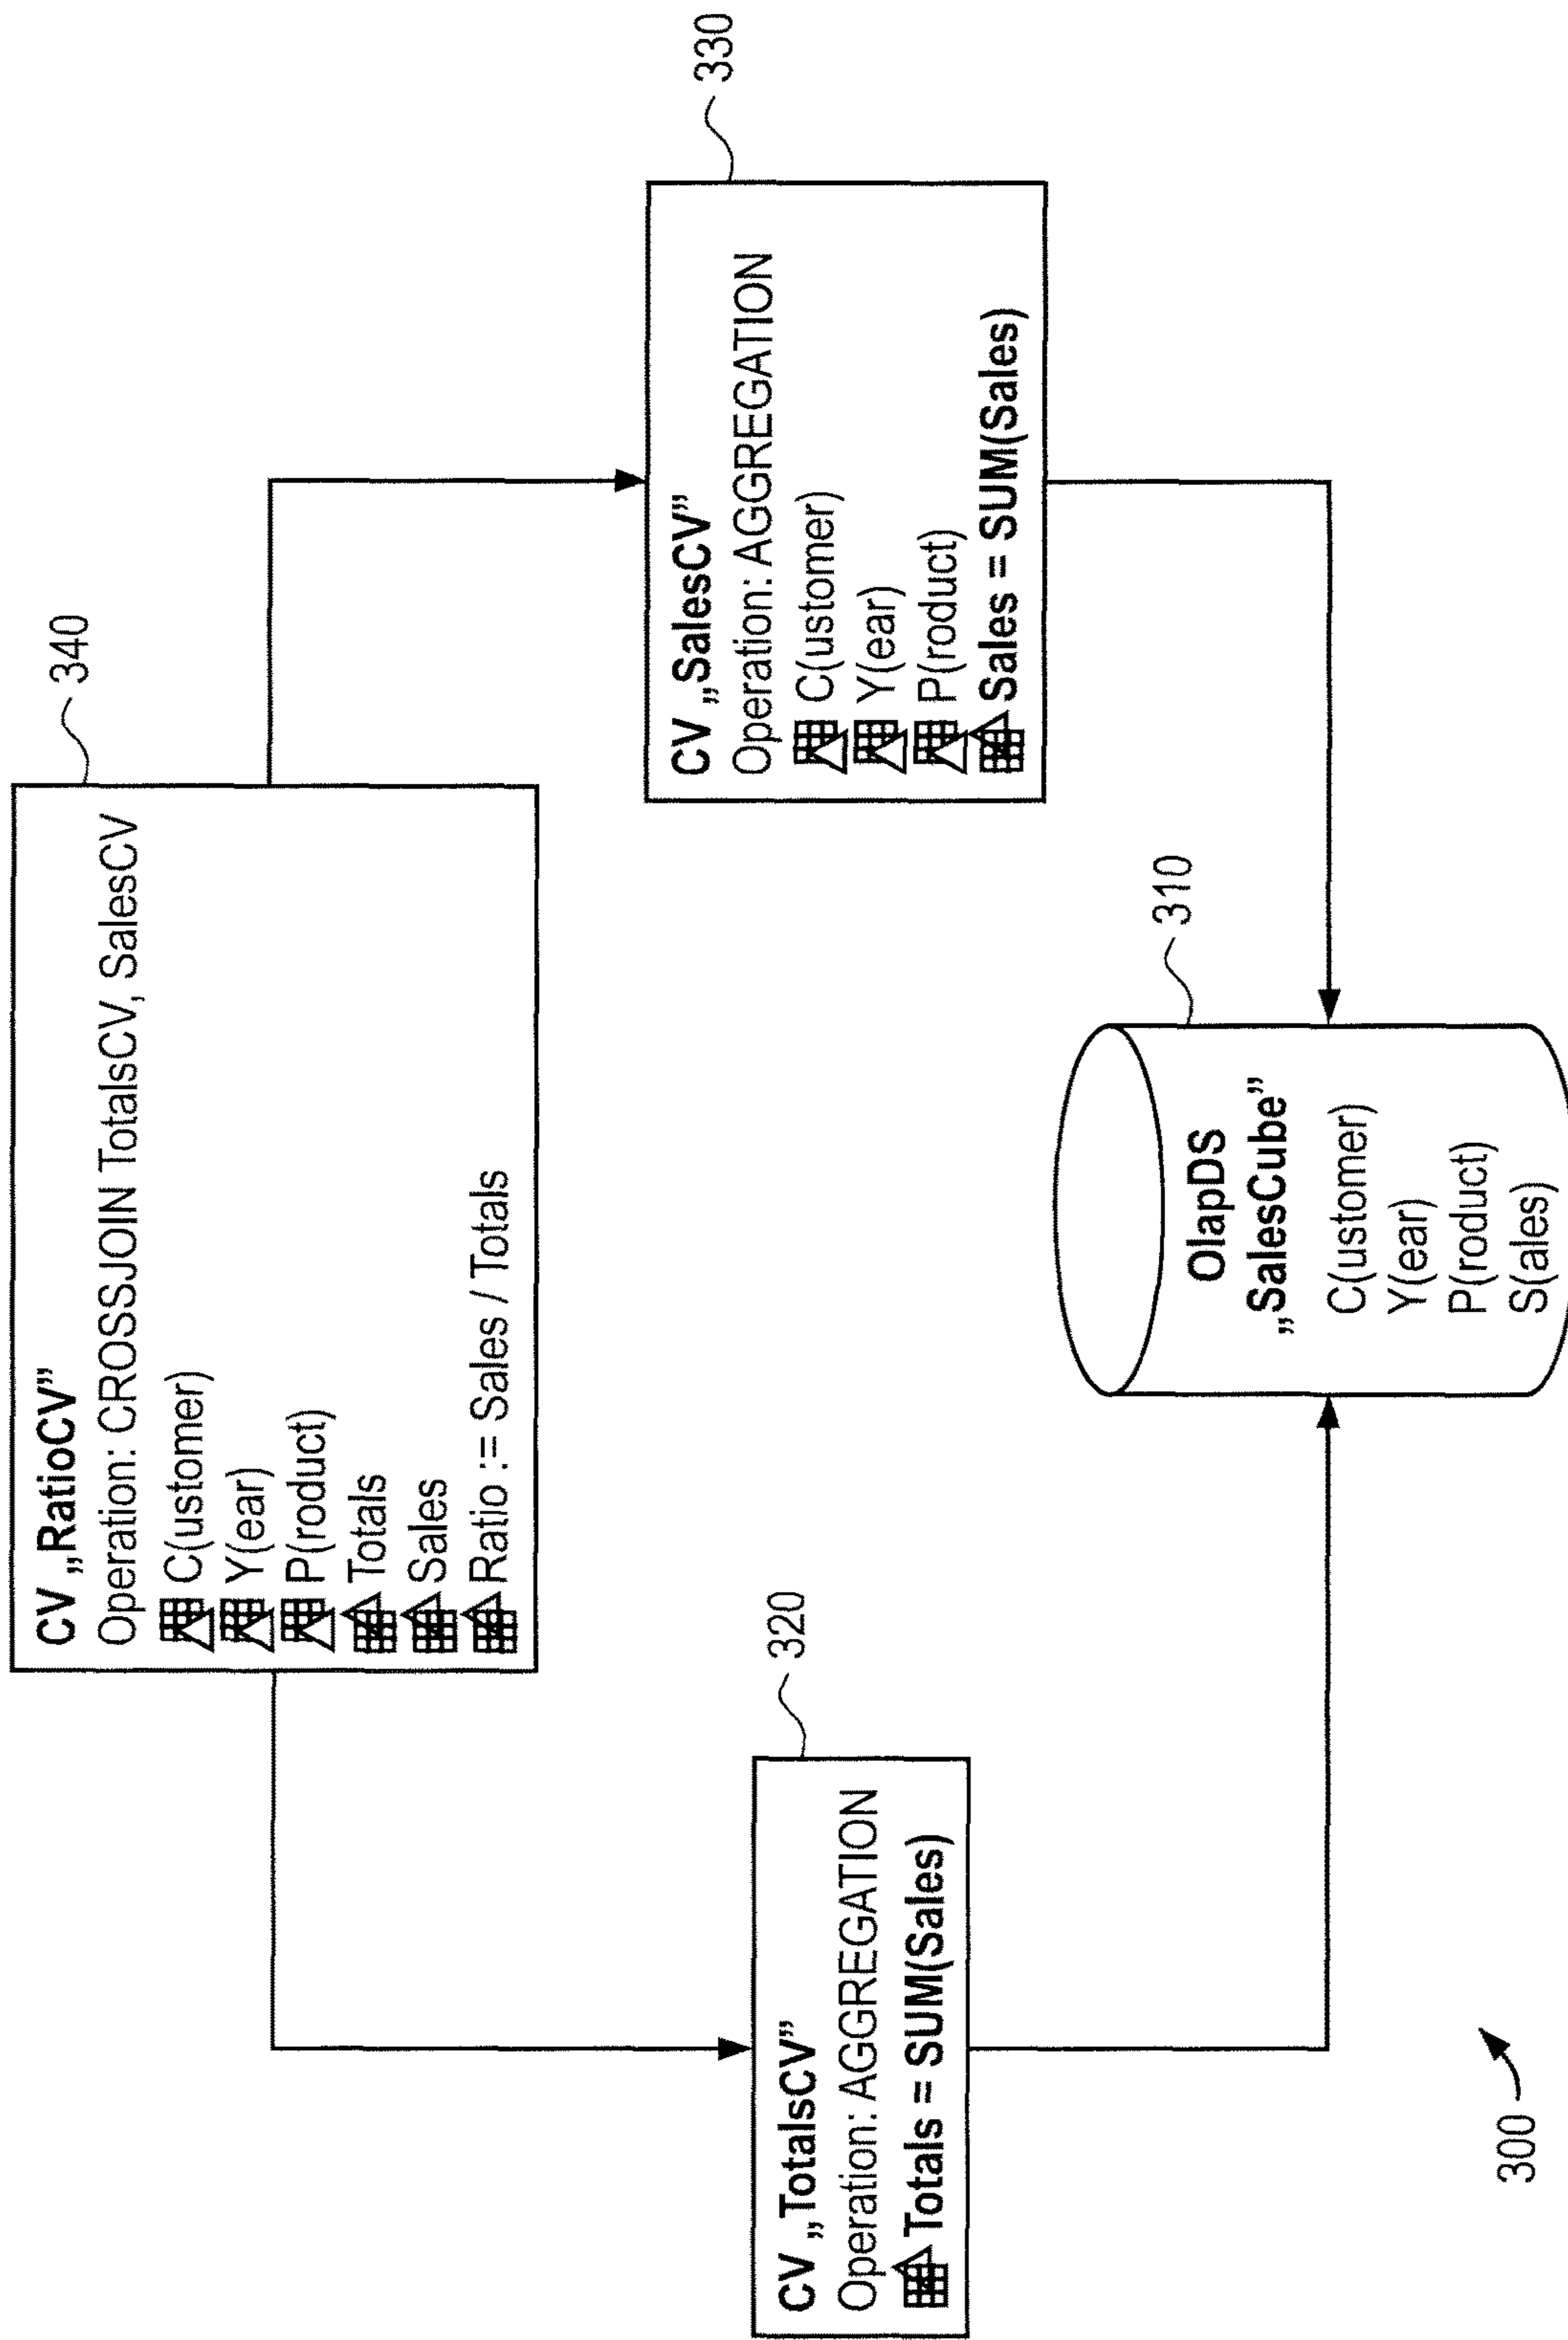 340
CV „RatioCV”
Operation: CROSSJOIN TotalsCV, SalesCV
C(ustomer)
Y(ear)
P(roduct)
Totals
Sales
Ratio := Sales / Totals
320
CV „TotalsCV”
Operation: AGGREGATION
Totals = SUM(Sales)
330
CV „SalesCV”
Operation: AGGREGATION
C(ustomer)
Y(ear)
P(roduct)
Sales = SUM(Sales)
310
OlapDS
„SalesCube”
C(ustomer)
Y(ear)
P(roduct)
S(ales)
300